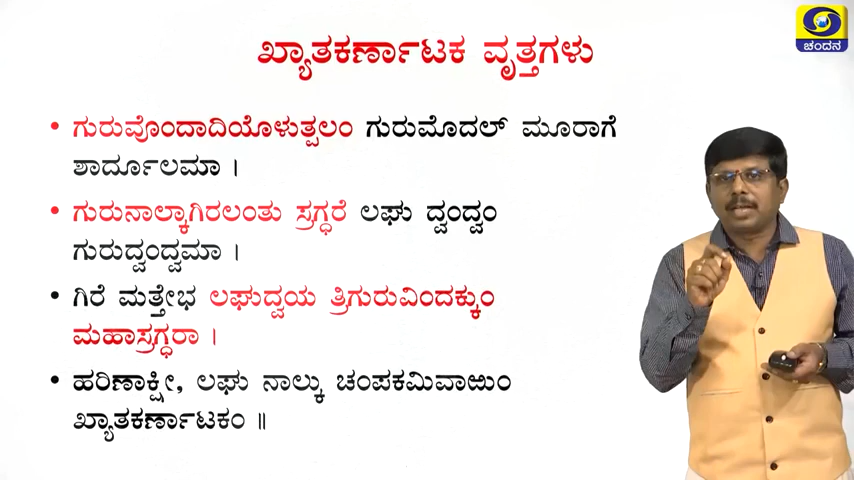 ಖ್ಯಾತಕರ್ಣಾಟಕ ವೃತ್ತಗಳು
ಚಂದನ
• ಗುರುವೊಂದಾದಿಯೊಳುತ್ಪಲಂ ಗುರುಮೊದಲ್ ಮೂರಾಗೆ
ಶಾರ್ದೂಲಮಾ ।
• ಗುರುನಾಲ್ಕಾಗಿರಲಂತು ಸ್ರಗ್ಧರೆ ಲಘು ದ್ವಂದ್ವಂ
ಗುರುದ್ವಂದ್ವಮಾ ।
• ಗಿರೆ ಮತ್ತೇಭ ಲಘುದ್ವಯ ತ್ರಿಗುರುವಿಂದಕ್ಕುಂ
ಮಹಾಸ್ರಗ್ಧರಾ ।
• ಹರಿಣಾಕ್ಷೀ, ಲಘು ನಾಲ್ಕು ಚಂಪಕಮಿವಾಱುಂ
ಖ್ಯಾತಕರ್ಣಾಟಕಂ ॥